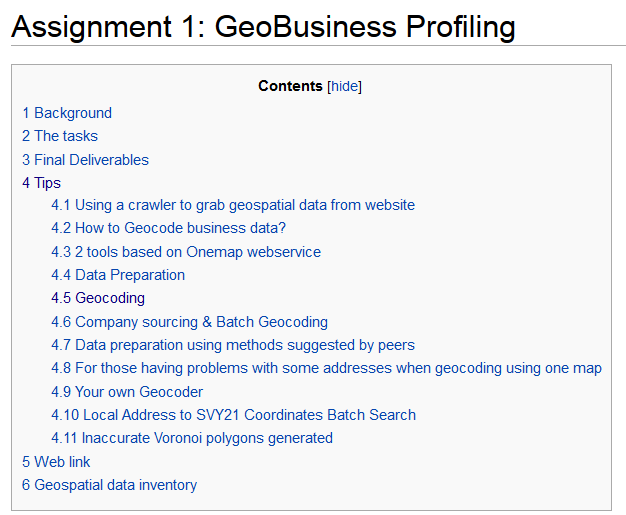 Assignment 1: GeoBusiness Profiling
Contents [hide]
1 Background
2 The tasks
3 Final Deliverables
4 Tips
4.1 Using a crawler to grab geospatial data from website
4.2 How to Geocode business data?
4.3 2 tools based on Onemap webservice
4.4 Data Preparation
4.5 Geocoding
4.6 Company sourcing & Batch Geocoding
4.7 Data preparation using methods suggested by peers
4.8 For those having problems with some addresses when geocoding using one map
4.9 Your own Geocoder
4.10 Local Address to SVY21 Coordinates Batch Search
4.11 Inaccurate Voronoi polygons generated
5 Web link
6 Geospatial data inventory